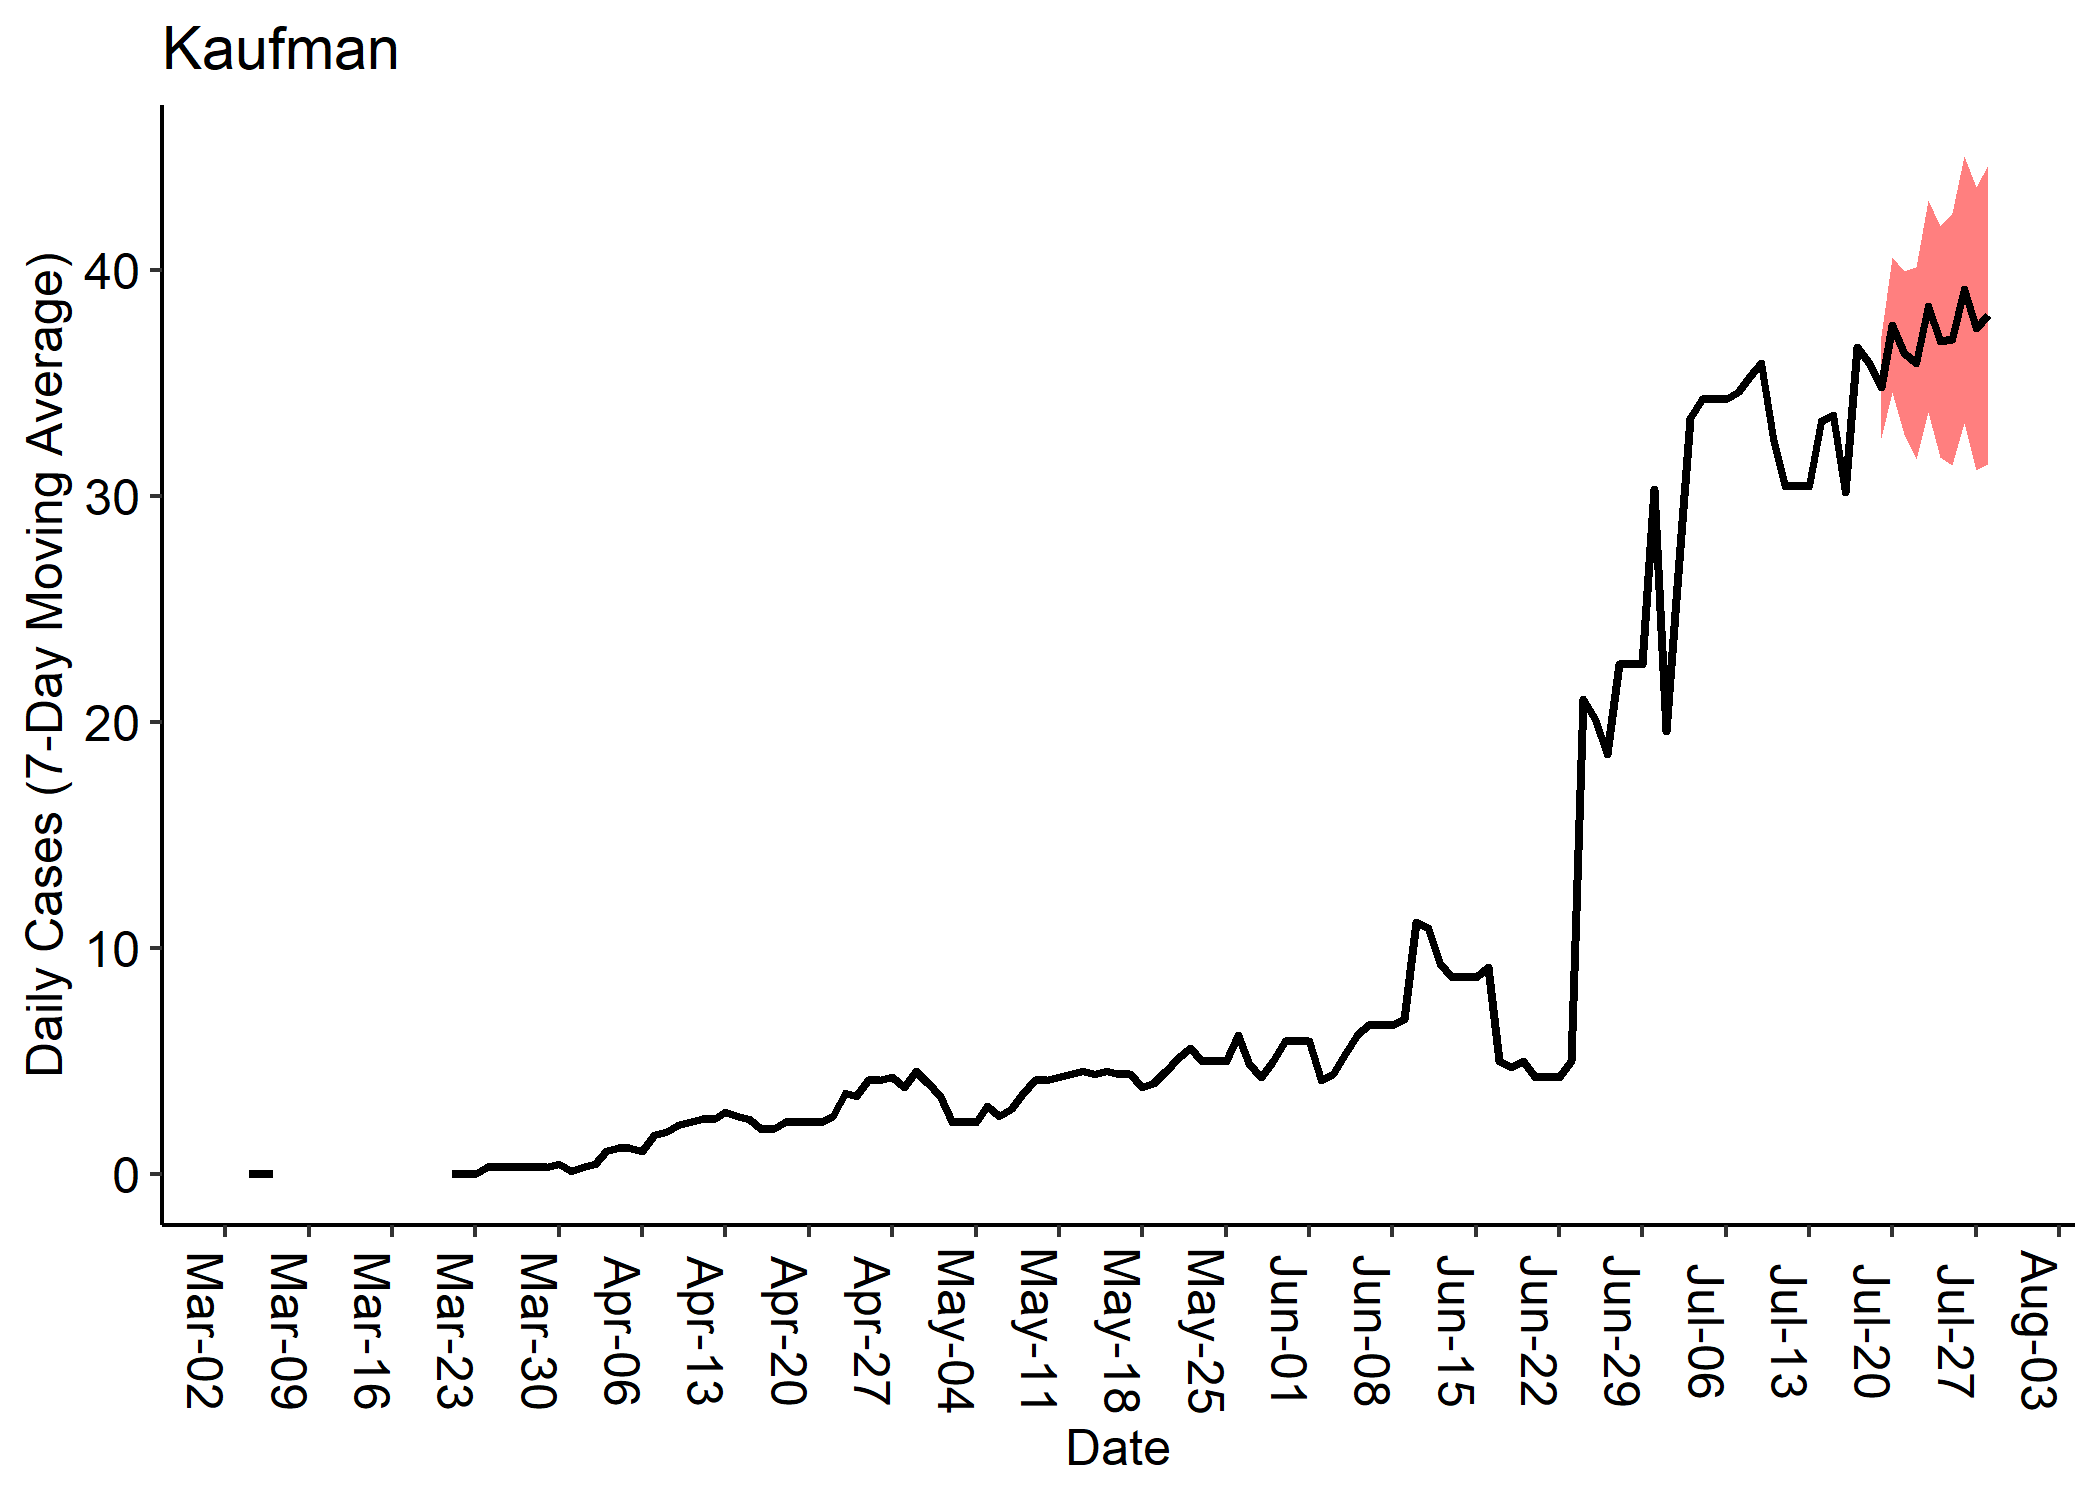 Kaufman
Daily Cases (7-Day Moving Average)
40
30
20
10
0
Mar-02
Mar-09
Mar-16
Mar-23
Mar-30
Apr-06
Apr-13
Apr-20
Apr-27
May-04
May-11
May-18
May-25
Jun-01
Jun-08
Jun-15
Jun-22
Jun-29
Jul-06
Jul-13
Jul-20
Jul-27
Aug-03
Date